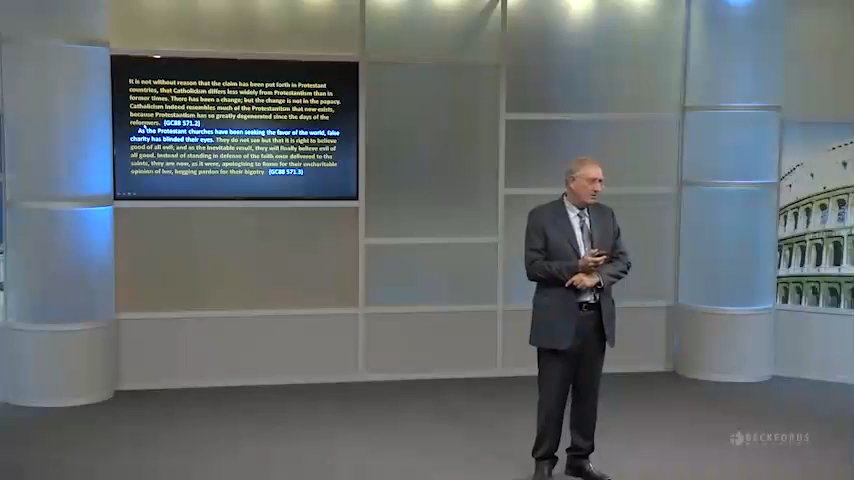 It is not without reason that the claim has been put forth in Protestant
countries, that Catholicism differs less widely from Protestantism than in
former times. There has been a change; but the change is not in the papacy.
Catholicism indeed resembles much of the Protestantism that now exists,
because Protestantism has so greatly degenerated since the days of the
reformers. {GC88 571.2}
As the Protestant churches have been seeking the favor of the world, false
charity has blinded their eyes. They do not see but that it is right to believe
good of all evil; and as the inevitable result, they will finally believe evil of
all good. Instead of standing in defense of the faith once delivered to the
saints, they are now, as it were, apologizing to Rome for their uncharitable
opinion of her, begging pardon for their bigotry. {GC88 571.3}
BECKFORUS